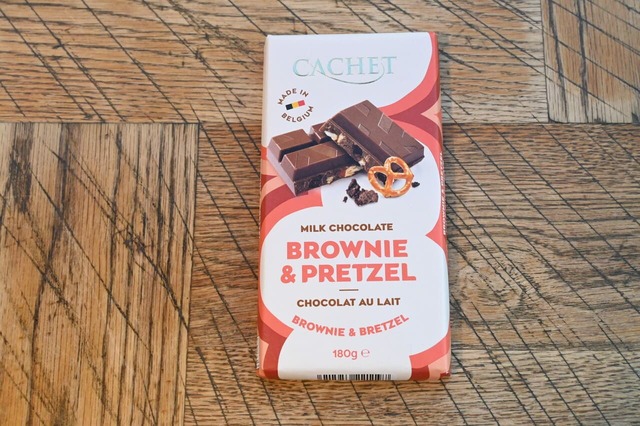 CACHET
MADE IN
BELGIUM
MILK CHOCOLATE
BROWNIE
& PRETZEL
CHOCOLAT AU LAIT
BROWNIE & BRETZEL
180g ℮